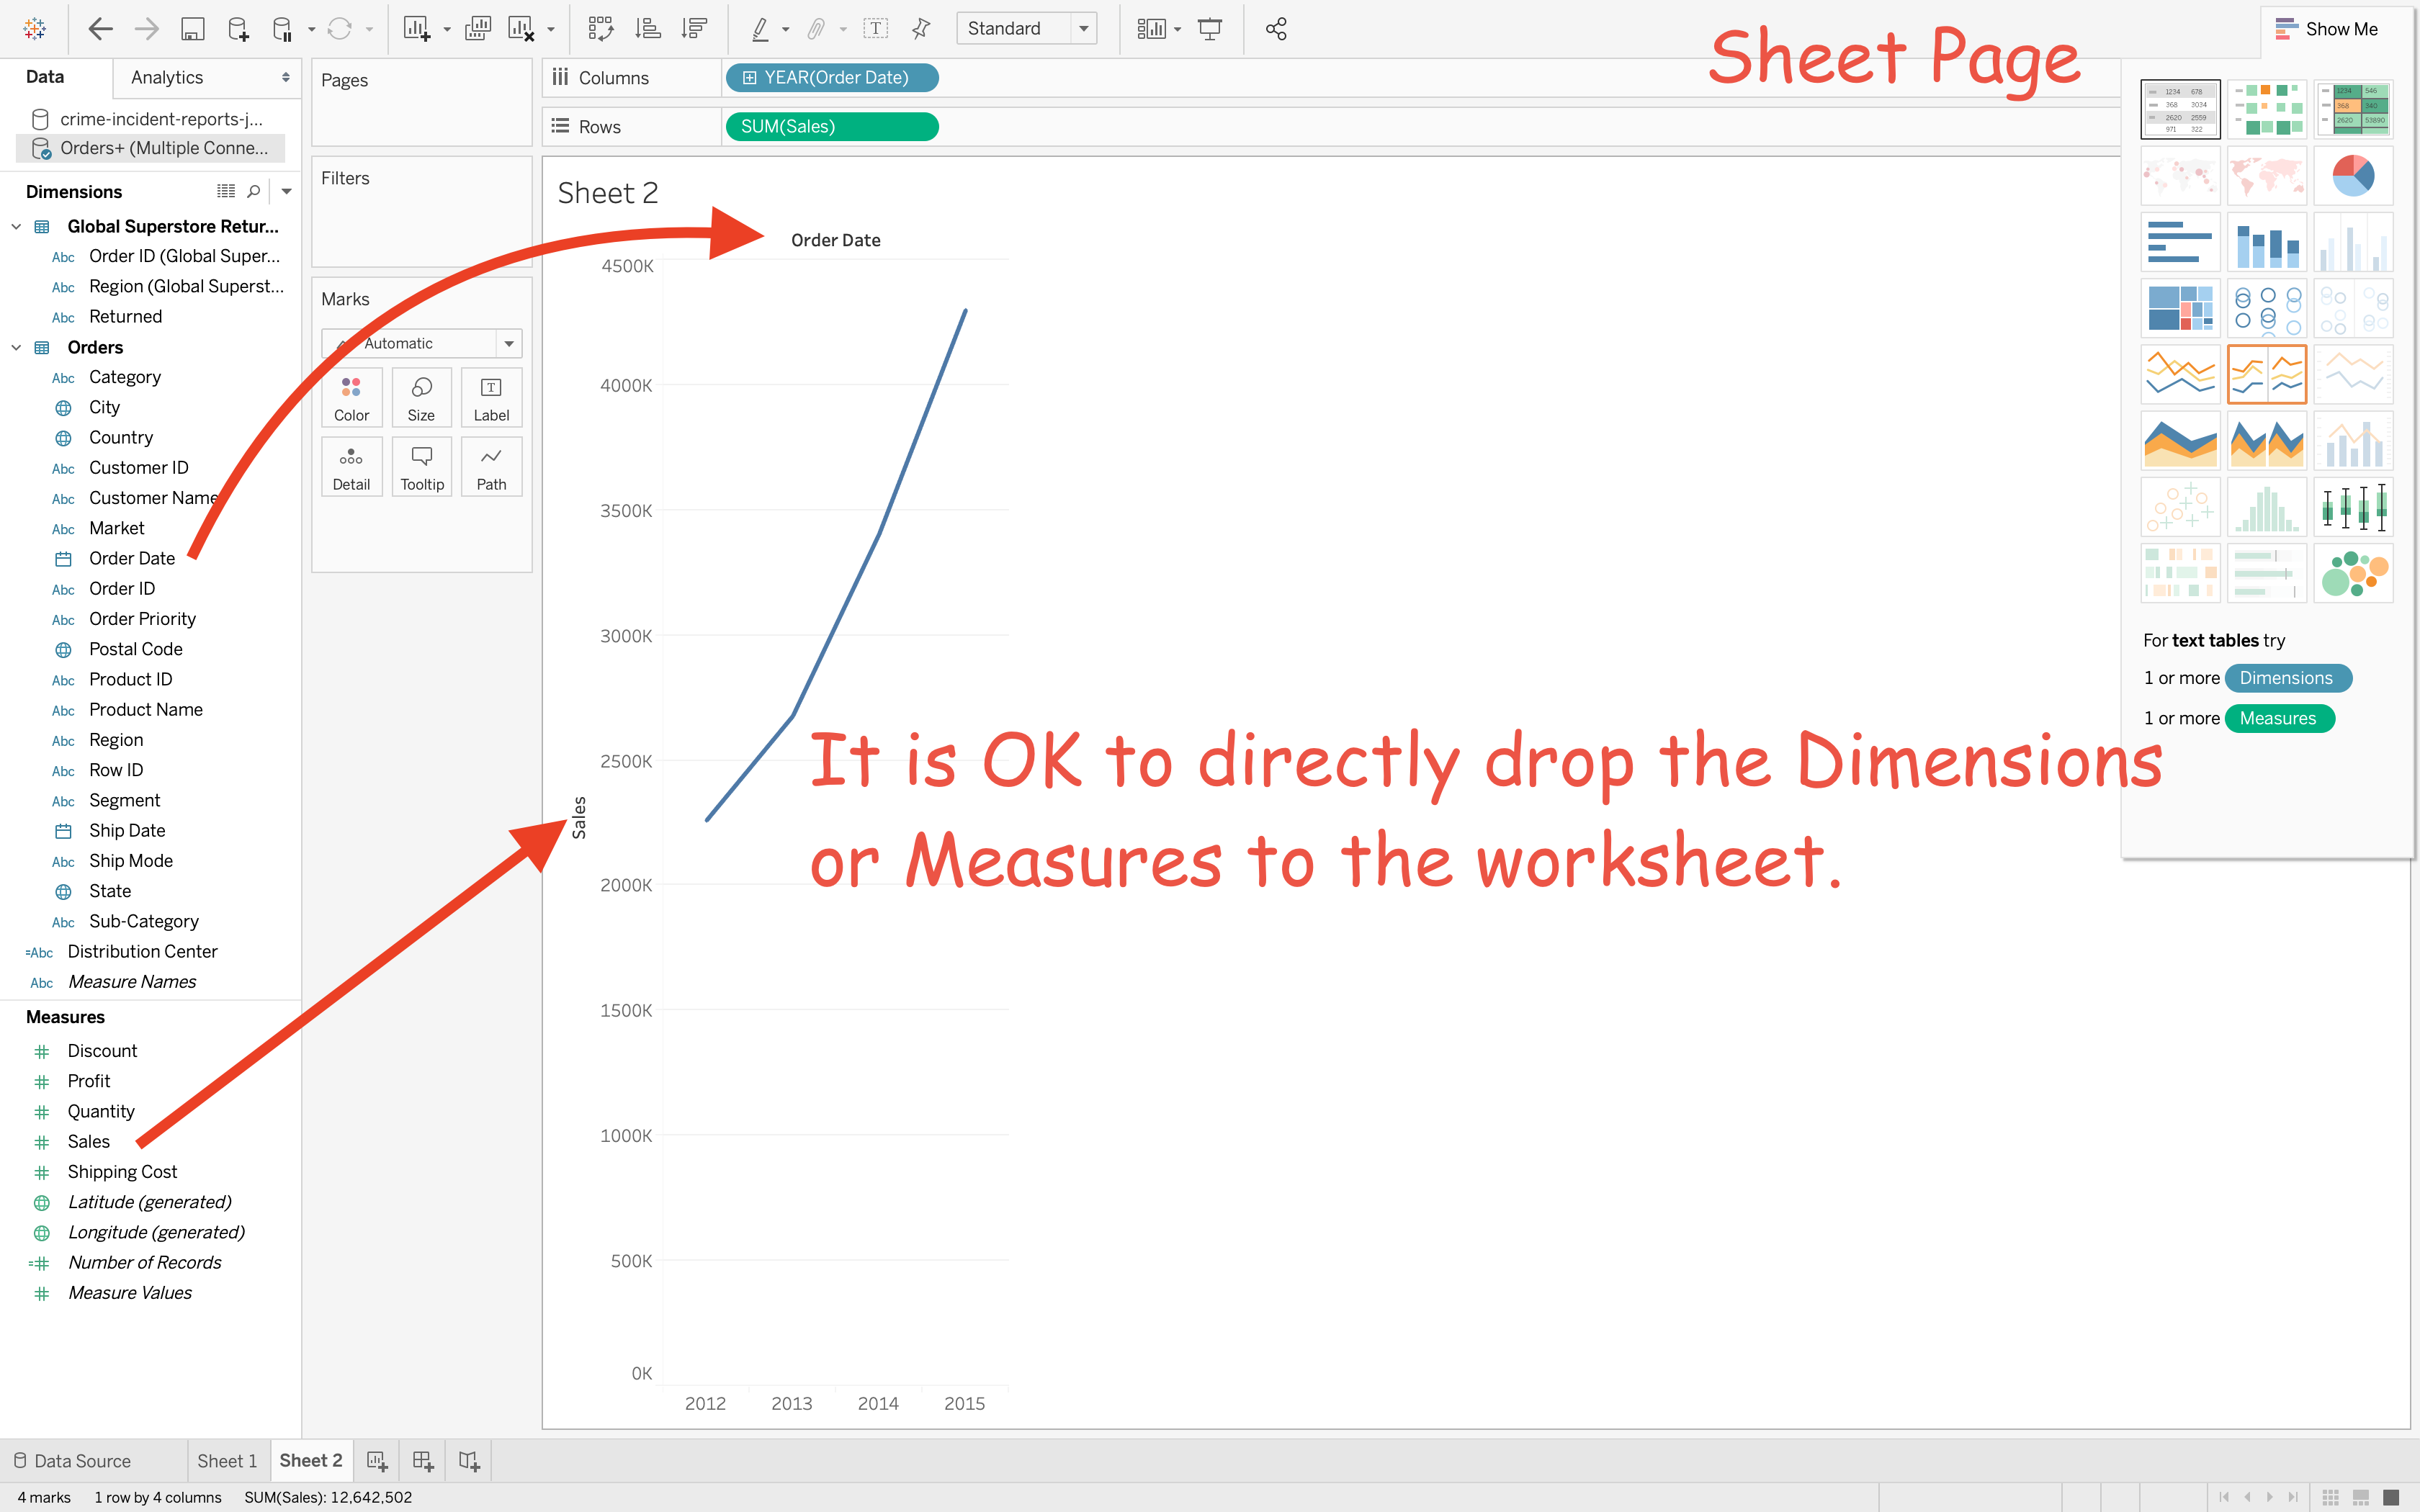 Standard
Show Me
Sheet Page
Data
Analytics
crime-incident-reports-j...
Orders+ (Multiple Conne...
Dimensions
Global Superstore Retur...
Abc Order ID (Global Super...
Abc Region (Global Superst...
Abc Returned
Orders
Abc Category
City
Country
Abc Customer ID
Abc Customer Name
Abc Market
Order Date
Abc Order ID
Abc Order Priority
Postal Code
Abc Product ID
Abc Product Name
Abc Region
Abc Row ID
Abc Segment
Ship Date
Abc Ship Mode
State
Abc Sub-Category
=Abc Distribution Center
Abc Measure Names
Measures
# Discount
# Profit
# Quantity
# Sales
# Shipping Cost
Latitude (generated)
Longitude (generated)
=# Number of Records
# Measure Values
Pages
Filters
Marks
Automatic
Color Size T Label
Detail Tooltip Path
Columns YEAR(Order Date)
Rows SUM(Sales)
Sheet 2
Order Date
4500K
4000K
3500K
3000K
2500K
2000K
1500K
1000K
500K
0K
Sales
2012 2013 2014 2015
It is OK to directly drop the Dimensions
or Measures to the worksheet.
1234 678
368 3034
2620 2559
971 322
1234 546
368 340
2620 53890
For text tables try
1 or more Dimensions
1 or more Measures
Data Source Sheet 1 Sheet 2
4 marks 1 row by 4 columns SUM(Sales): 12,642,502